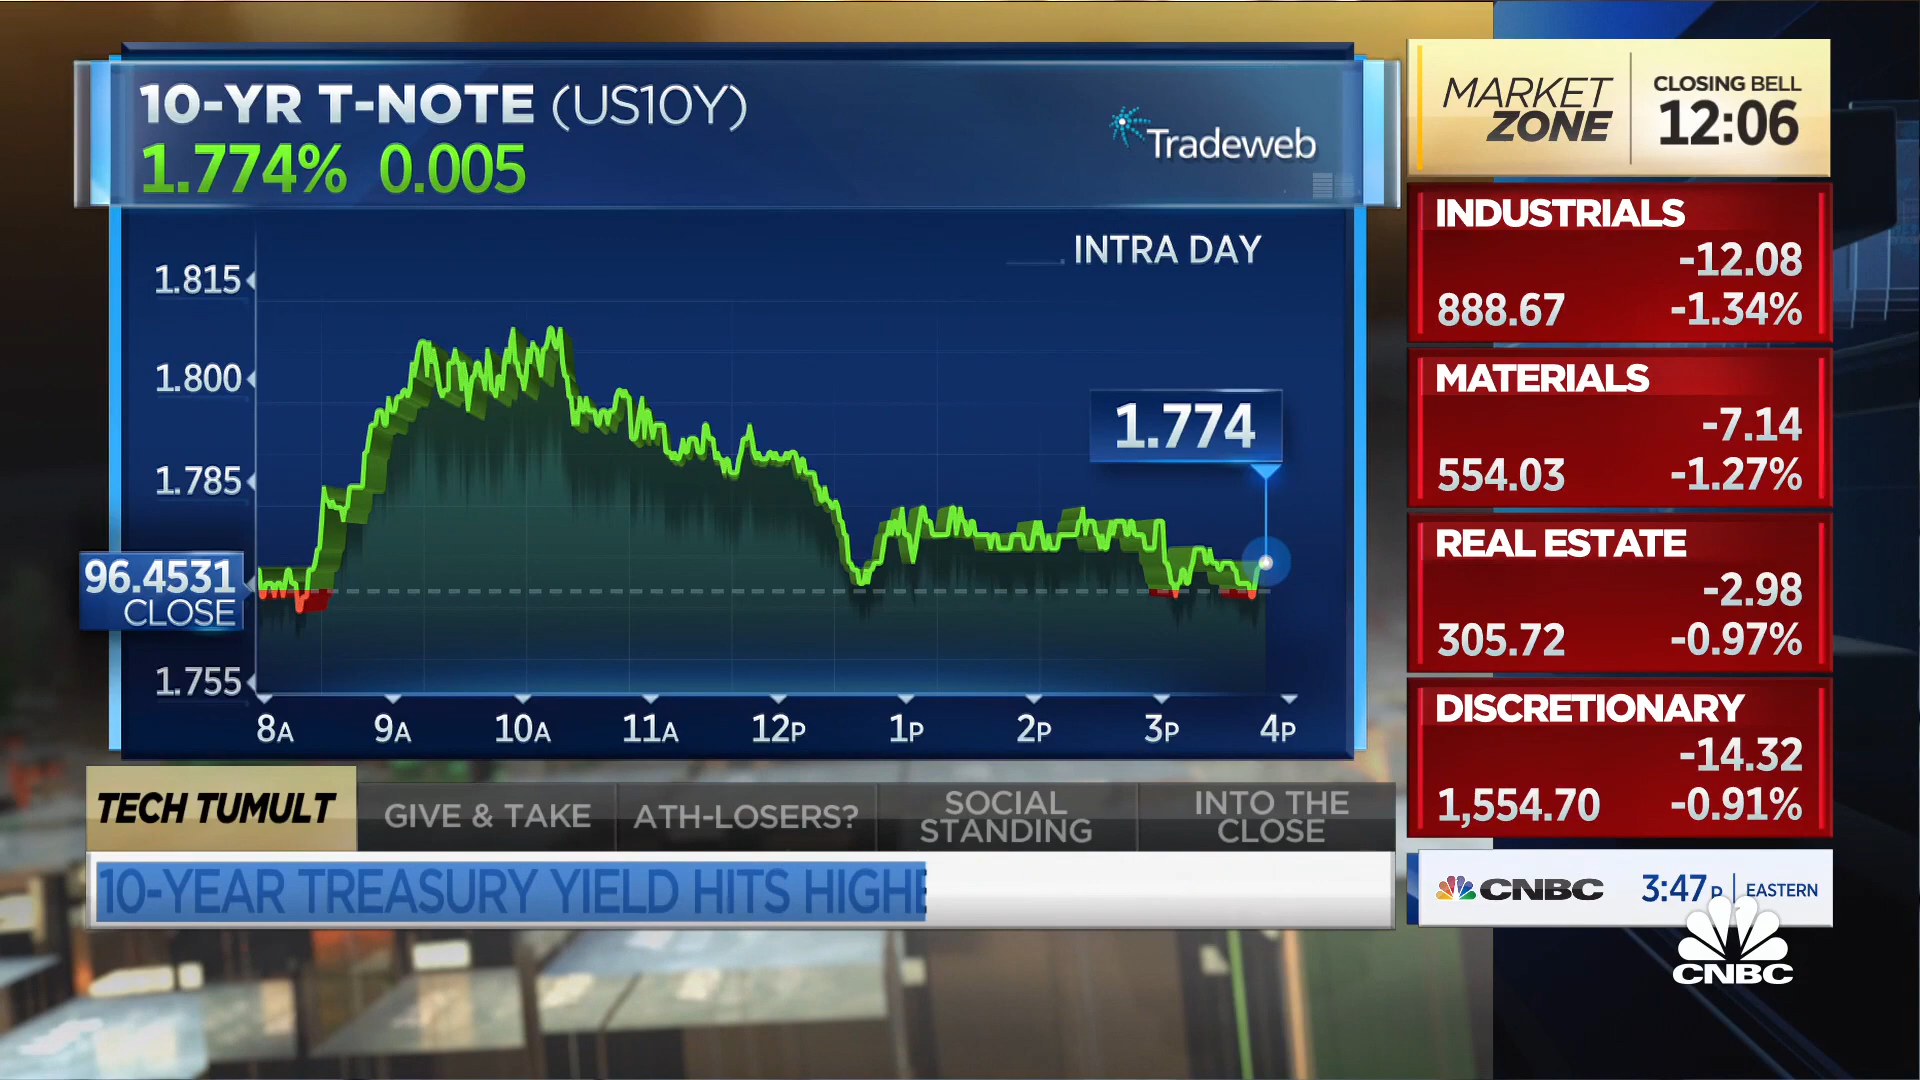 10-YR T-NOTE (US10Y)
1.774% 0.005
Tradeweb
INTRA DAY
1.815
1.800
1.785
1.774
96.4531
CLOSE
1.755
8A 9A 10A 11A 12P 1P 2P 3P 4P
TECH TUMULT
GIVE & TAKE
ATH-LOSERS?
SOCIAL
STANDING
INTO THE
CLOSE
10-YEAR TREASURY YIELD HITS HIGHE
MARKET
ZONE
CLOSING BELL
12:06
INDUSTRIALS
-12.08
888.67 -1.34%
MATERIALS
-7.14
554.03 -1.27%
REAL ESTATE
-2.98
305.72 -0.97%
DISCRETIONARY
-14.32
1,554.70 -0.91%
CNBC 3:47P EASTERN
CNBC